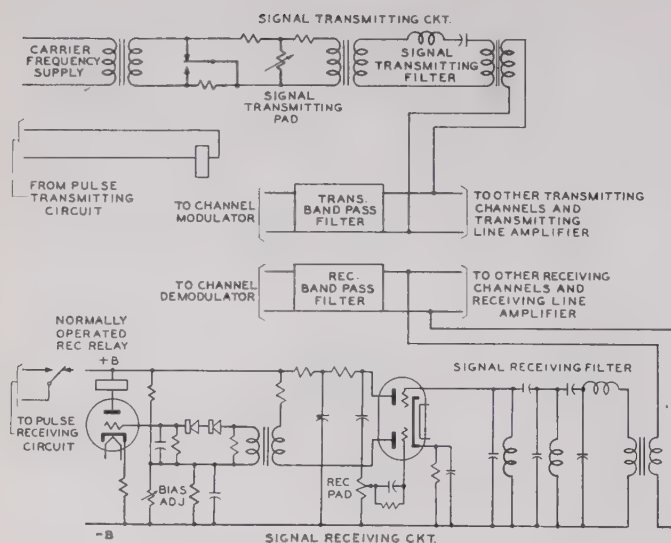 SIGNAL TRANSMITTING CKT.
CARRIER
FREQUENCY
SUPPLY
SIGNAL
TRANSMITTING
FILTER
SIGNAL
TRANSMITTING
PAD
FROM PULSE
TRANSMITTING
CIRCUIT
TO CHANNEL
MODULATOR
TRANS.
BAND PASS
FILTER
TO OTHER TRANSMITTING
CHANNELS AND
TRANSMITTING
LINE AMPLIFIER
TO CHANNEL
DEMODULATOR
REC.
BAND PASS
FILTER
TO OTHER RECEIVING
CHANNELS AND
RECEIVING LINE
AMPLIFIER
NORMALLY
OPERATED
REC RELAY
+B
SIGNAL RECEIVING FILTER
TO PULSE
RECEIVING
CIRCUIT
BIAS
ADJ
REC
PAD
-B
SIGNAL RECEIVING CKT.